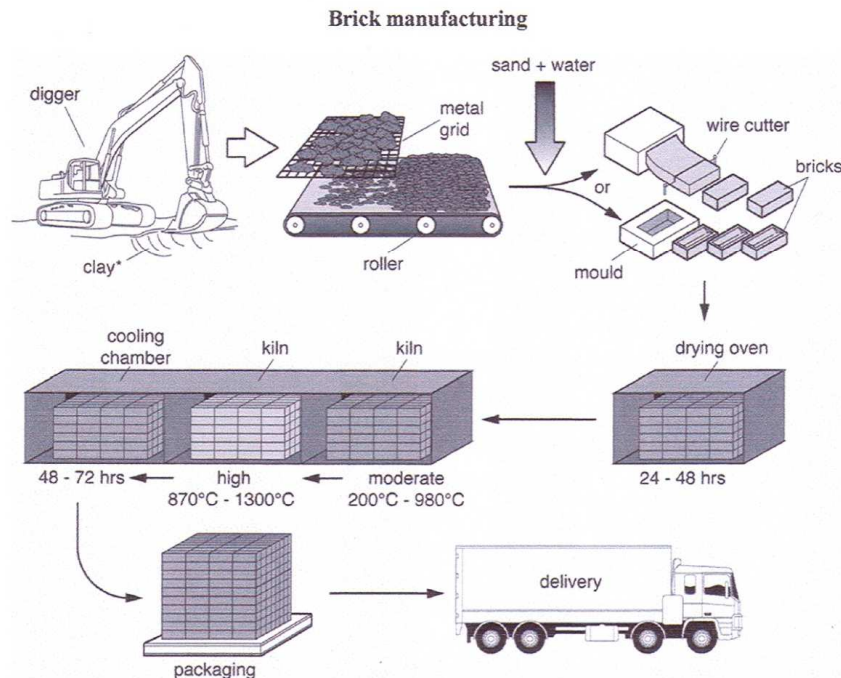 Brick manufacturing
digger
clay*
metal
grid
roller
sand + water
or
wire cutter
bricks
mould
drying oven
24 - 48 hrs
kiln
moderate
200°C - 980°C
kiln
high
870°C - 1300°C
cooling
chamber
48 - 72 hrs
packaging
delivery